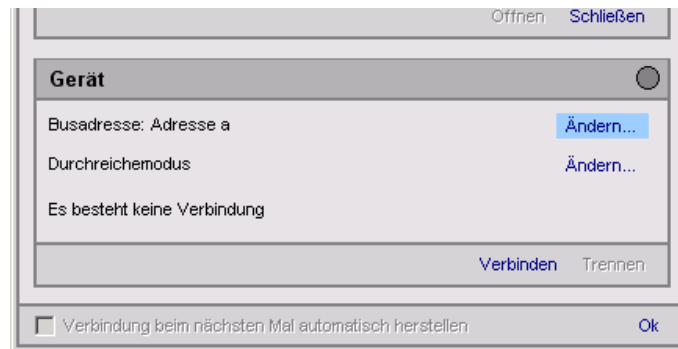 Öffnen Schließen
Gerät
Busadresse: Adresse a Ändern...
Durchreichemodus Ändern...
Es besteht keine Verbindung
Verbinden Trennen
Verbindung beim nächsten Mal automatisch herstellen Ok